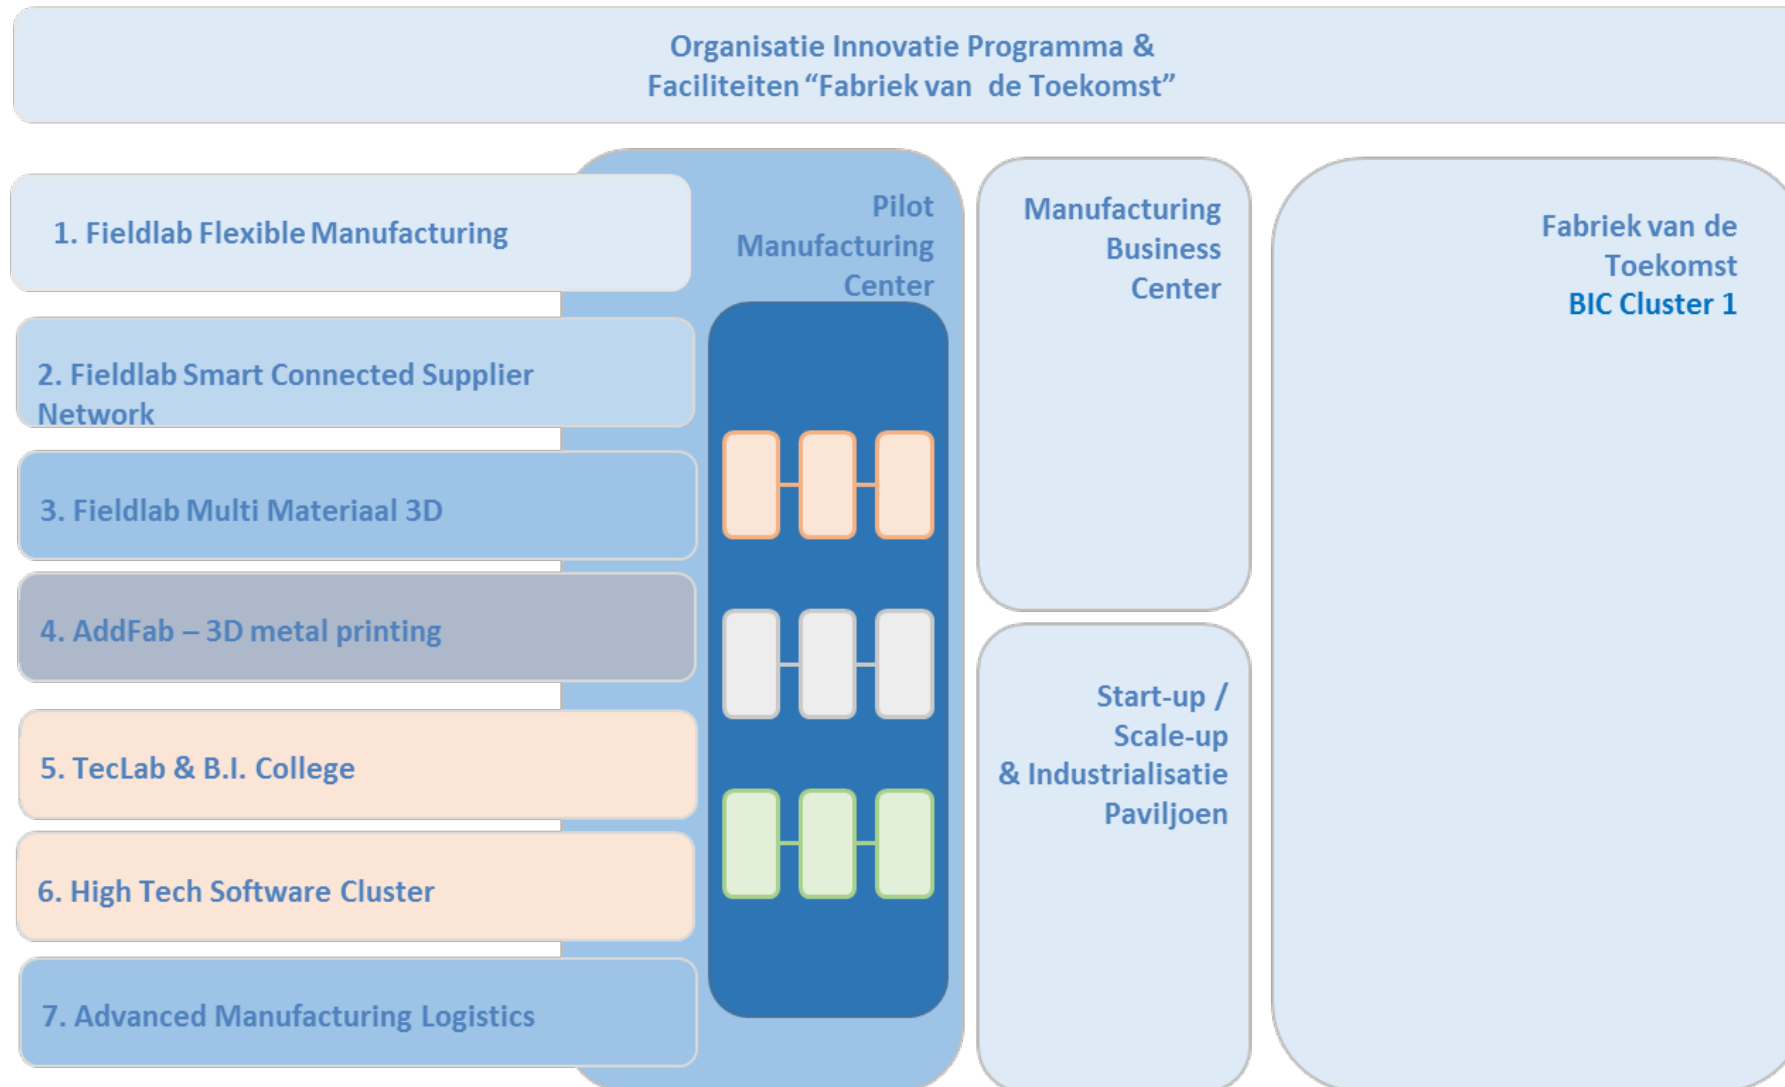 Organisatie Innovatie Programma &
Faciliteiten “Fabriek van de Toekomst”
1. Fieldlab Flexible Manufacturing
2. Fieldlab Smart Connected Supplier
Network
3. Fieldlab Multi Materiaal 3D
4. AddFab – 3D metal printing
5. TecLab & B.I. College
6. High Tech Software Cluster
7. Advanced Manufacturing Logistics
Pilot
Manufacturing
Center
Manufacturing
Business
Center
Start-up /
Scale-up
& Industrialisatie
Paviljoen
Fabriek van de
Toekomst
BIC Cluster 1